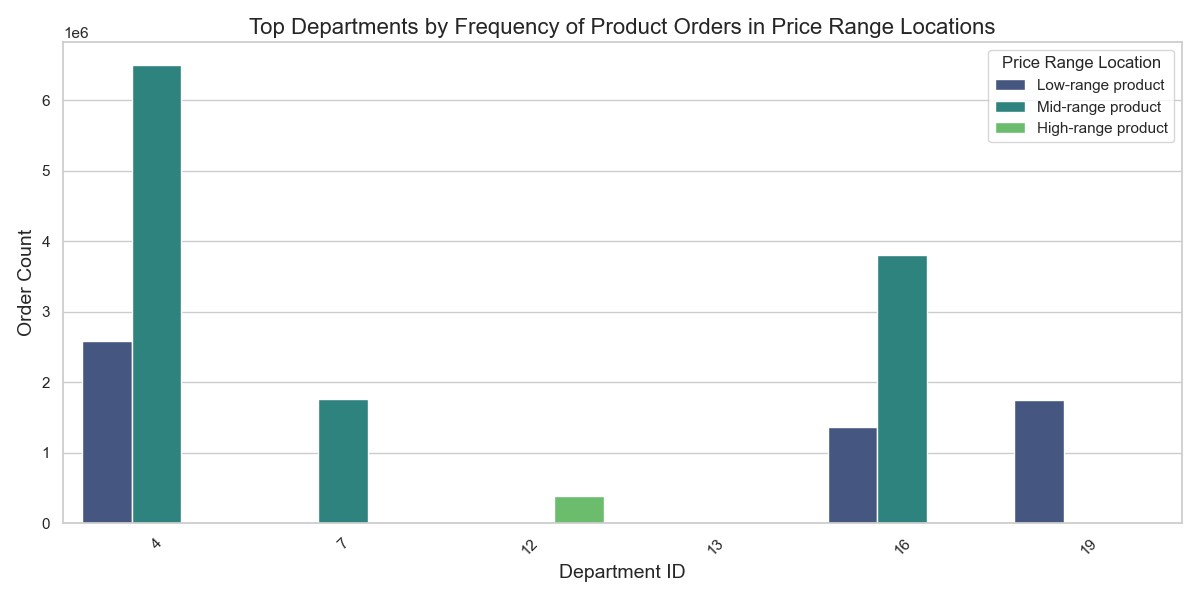 Top Departments by Frequency of Product Orders in Price Range Locations
1e6
Price Range Location
Low-range product
Mid-range product
High-range product
6
5
4
3
2
1
0
Order Count
4 7 12 13 16 19
Department ID